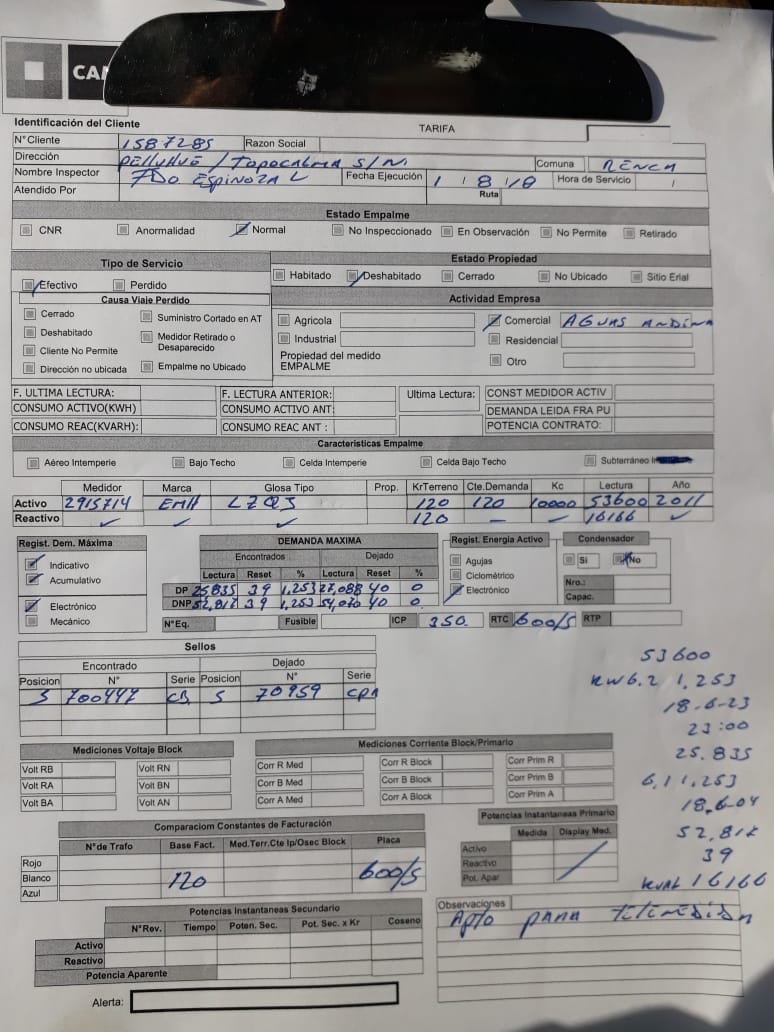 CAM
Identificación del Cliente
TARIFA
N°Cliente 1587285 Razon Social
Dirección PELLUHUE / TOPOCALMA S/N Comuna RENCA
Nombre Inspector FDO ESPINOZA L Fecha Ejecución 1 / 8 / Hora de Servicio /
Atendido Por Ruta
Estado Empalme
CNR Anormalidad Normal No Inspeccionado En Observación No Permite Retirado
Tipo de Servicio Estado Propiedad
Efectivo Perdido Habitado Deshabitado Cerrado No Ubicado Sitio Erial
Causa Viaje Perdido Actividad Empresa
Cerrado Suministro Cortado en AT Agricola Comercial AGUAS ANDINA
Deshabitado Medidor Retirado o Desaparecido Industrial Residencial
Cliente No Permite Propiedad del medido
Dirección no ubicada Empalme no Ubicado EMPALME Otro
F. ULTIMA LECTURA: F. LECTURA ANTERIOR: Ultima Lectura: CONST MEDIDOR ACTIV
CONSUMO ACTIVO(KWH) CONSUMO ACTIVO ANT: DEMANDA LEIDA FRA PU
CONSUMO REAC(KVARH): CONSUMO REAC ANT : POTENCIA CONTRATO:
Caracteristicas Empalme
Aéreo Intemperie Bajo Techo Celda Intemperie Celda Bajo Techo Subterráneo
Medidor Marca Glosa Tipo Prop. KrTerreno Cte.Demanda Kc Lectura Año
Activo 2915714 EMH LZQJ 120 120 10000 53600 2011
Reactivo 120 — 16166
Regist. Dem. Máxima DEMANDA MAXIMA Regist. Energia Activo Condensador
Encontrados Dejado
Indicativo Lectura Reset % Lectura Reset % Agujas Si No
Acumulativo Ciclométrico
DP 25,835 39 1,253 27,088 40 0 Electrónico Nro.:
Electrónico DNP 52,817 39 1,253 54,070 40 0 Capac.
Mecánico N°Eq. Fusible ICP 350 RTC 600/5 RTP
Sellos
Encontrado Dejado
Posicion N° Serie Posicion N° Serie
5 700447 CB 5 70959
53600
KW6.2 1,253
18-6-23
23:00
25.835
6,1 1,253
18,6-04
52,817
39
16166
Mediciones Voltaje Block Mediciones Corriente Block/Primario
Volt RB Volt RN Corr R Med Corr R Block Corr Prim R
Volt RA Volt BN Corr B Med Corr B Block Corr Prim B
Volt BA Volt AN Corr A Med Corr A Block Corr Prim A
Comparaciom Constantes de Facturación Potencias Instantaneas Primario
N°de Trafo Base Fact. Med.Terr.Cte Ip/Osec Block Placa Medida Display Med.
Rojo Activo
Blanco 120 600/5 Reactivo
Azul Pot. Apar
Potencias Instantaneas Secundario Observaciones
N°Rev. Tiempo Poten. Sec. Pot. Sec. x Kr Coseno APTO PARA TELEMEDIDA
Activo
Reactivo
Potencia Aparente
Alerta: